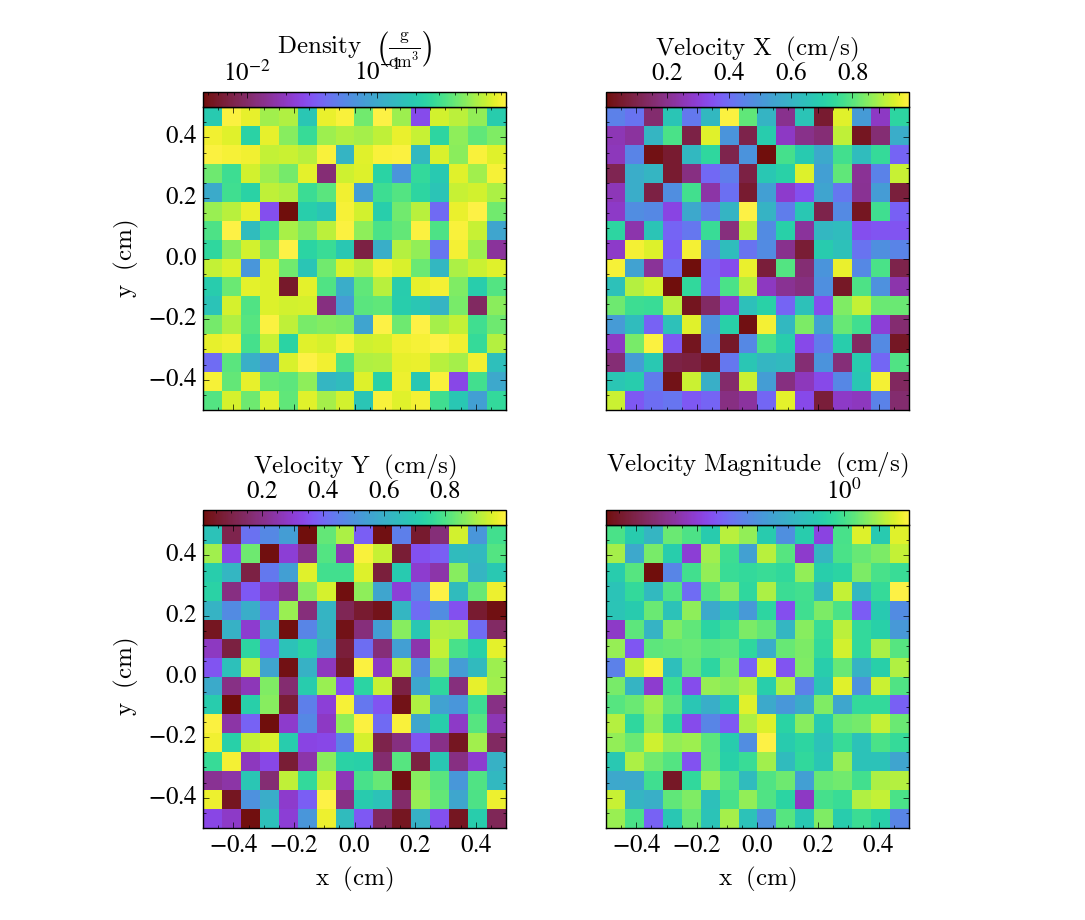 Density (g/cm³)
10⁻² 10⁻¹
0.4
0.2
0.0
−0.2
−0.4
y (cm)
Velocity X (cm/s)
0.2 0.4 0.6 0.8
Velocity Y (cm/s)
0.2 0.4 0.6 0.8
0.4
0.2
0.0
−0.2
−0.4
y (cm)
−0.4 −0.2 0.0 0.2 0.4
x (cm)
Velocity Magnitude (cm/s)
10⁰
−0.4 −0.2 0.0 0.2 0.4
x (cm)